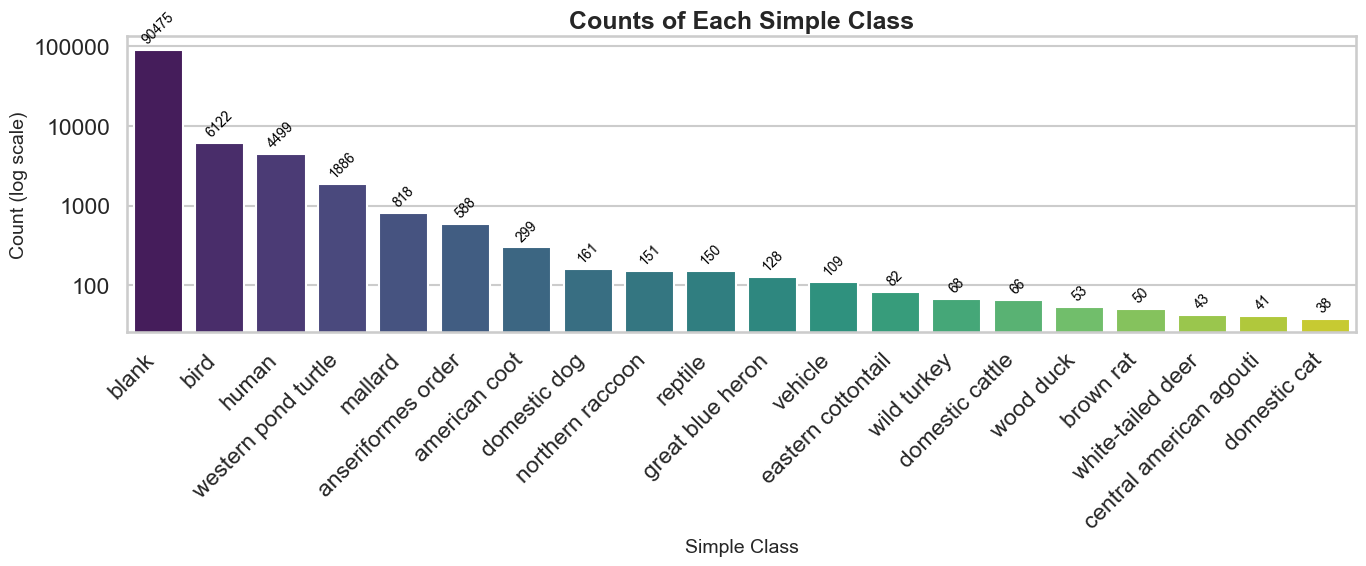 Counts of Each Simple Class
Count (log scale)
100000
10000
1000
100
90475
6122
4499
1886
818
588
299
161
151
150
128
109
82
68
66
53
50
43
41
38
blank
bird
human
western pond turtle
mallard
anseriformes order
american coot
domestic dog
northern raccoon
reptile
great blue heron
vehicle
eastern cottontail
wild turkey
domestic cattle
wood duck
brown rat
white-tailed deer
central american agouti
domestic cat
Simple Class